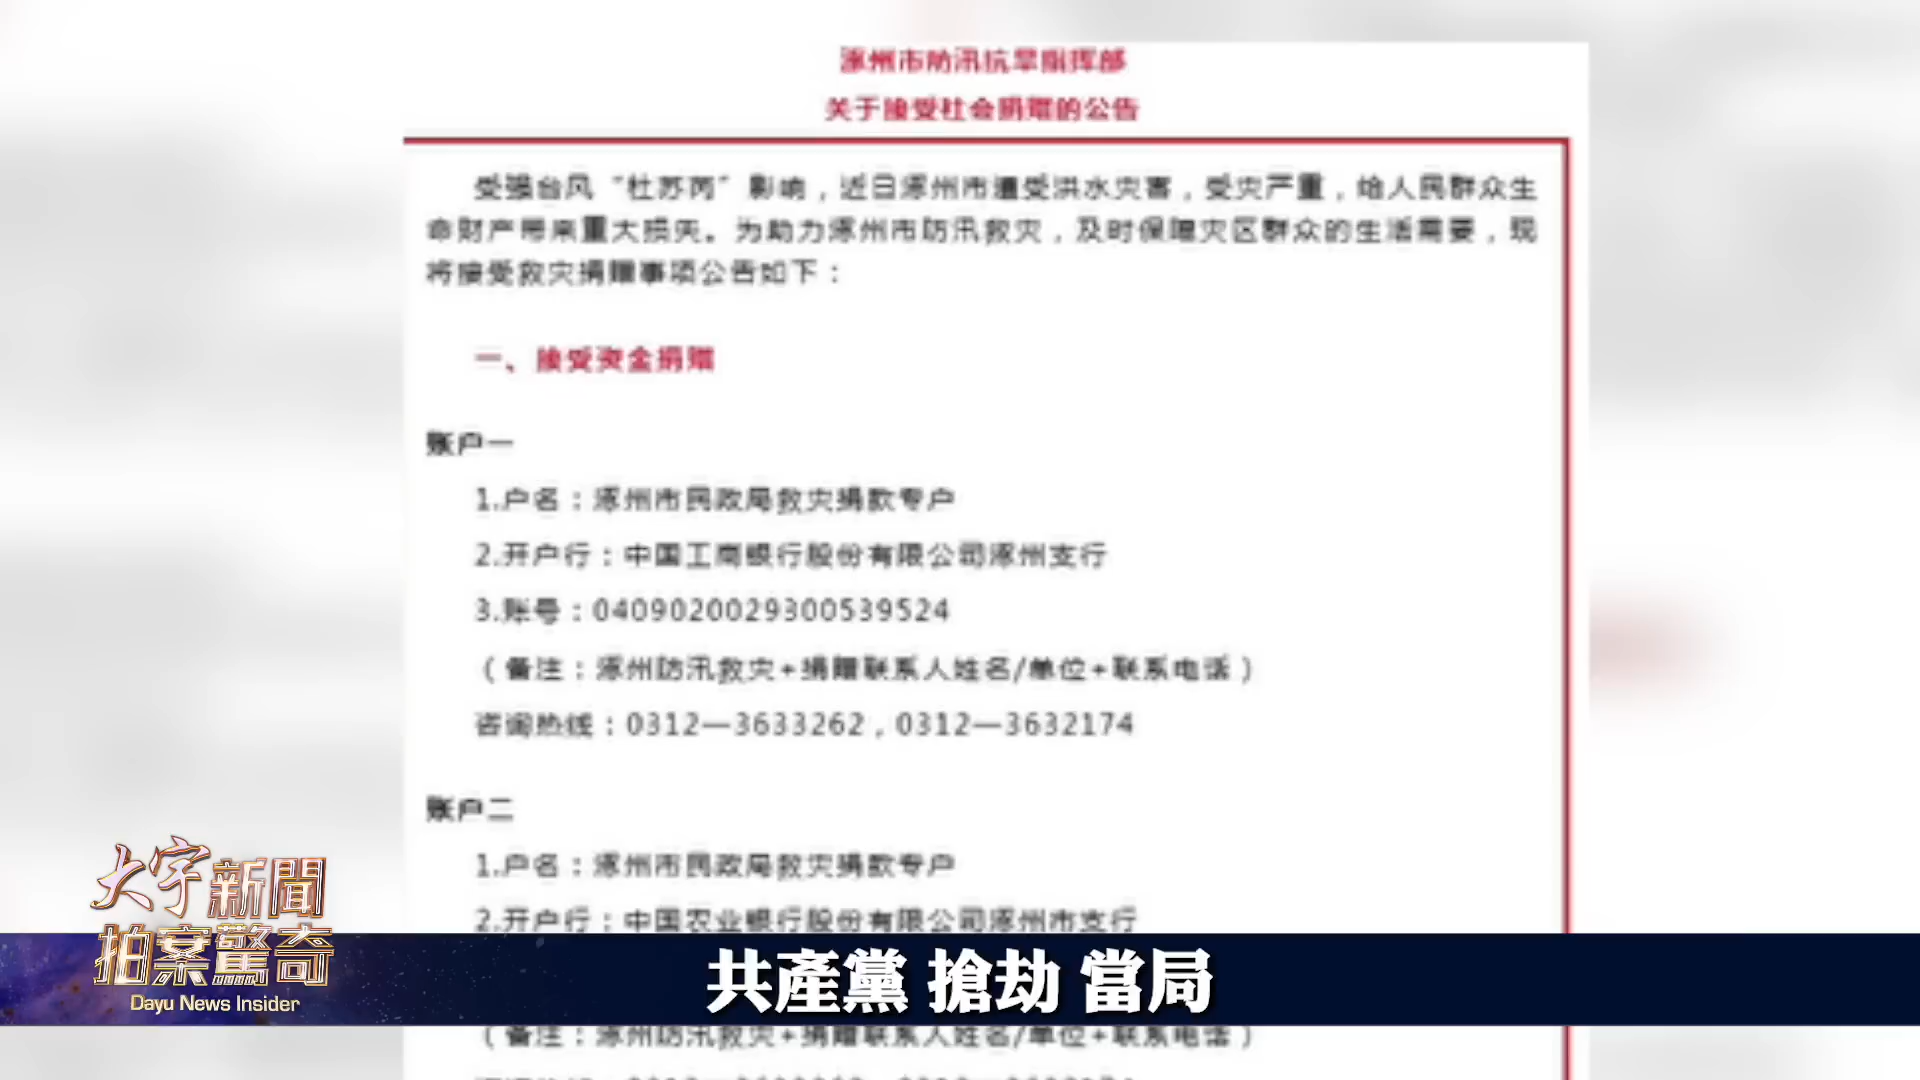 涿州市防汛抗旱指挥部
关于接受社会捐赠的公告
受强台风“杜苏芮”影响，近日涿州市遭受洪水灾害，受灾严重，给人民群众生
命财产带来重大损失。为助力涿州市防汛救灾，及时保障灾区群众的生活需要，现
将接受救灾捐赠事项公告如下：
一、接受资金捐赠
账户一
1.户名：涿州市民政局救灾捐款专户
2.开户行：中国工商银行股份有限公司涿州支行
3.账号：0409020029300539524
（备注：涿州防汛救灾+捐赠联系人姓名/单位+联系电话）
咨询热线：0312—3633262，0312—3632174
账户二
1.户名：涿州市民政局救灾捐款专户
2.开户行：中国农业银行股份有限公司涿州市支行
（备注：涿州防汛救灾+捐赠联系人姓名/单位+联系电话）
大宇新聞
拍案驚奇
Dayu News Insider
共產黨 搶劫 當局